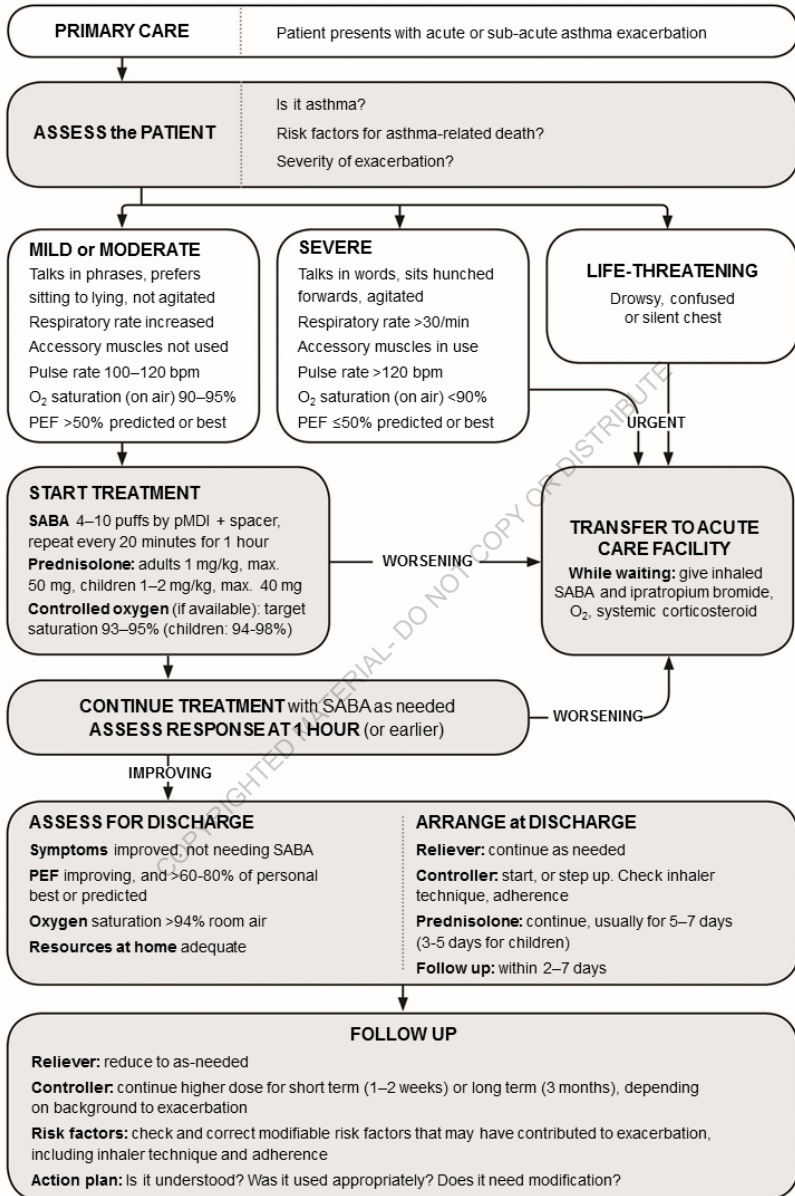 PRIMARY CARE
Patient presents with acute or sub-acute asthma exacerbation
ASSESS the PATIENT
Is it asthma?
Risk factors for asthma-related death?
Severity of exacerbation?
MILD or MODERATE
Talks in phrases, prefers
sitting to lying, not agitated
Respiratory rate increased
Accessory muscles not used
Pulse rate 100–120 bpm
O₂ saturation (on air) 90–95%
PEF >50% predicted or best
SEVERE
Talks in words, sits hunched
forwards, agitated
Respiratory rate >30/min
Accessory muscles in use
Pulse rate >120 bpm
O₂ saturation (on air) <90%
PEF ≤50% predicted or best
LIFE-THREATENING
Drowsy, confused
or silent chest
URGENT
START TREATMENT
SABA 4–10 puffs by pMDI + spacer,
repeat every 20 minutes for 1 hour
Prednisolone: adults 1 mg/kg, max.
50 mg, children 1–2 mg/kg, max. 40 mg
Controlled oxygen (if available): target
saturation 93–95% (children: 94-98%)
WORSENING
TRANSFER TO ACUTE
CARE FACILITY
While waiting: give inhaled
SABA and ipratropium bromide,
O₂, systemic corticosteroid
CONTINUE TREATMENT with SABA as needed
ASSESS RESPONSE AT 1 HOUR (or earlier)
WORSENING
IMPROVING
ASSESS FOR DISCHARGE
Symptoms improved, not needing SABA
PEF improving, and >60-80% of personal
best or predicted
Oxygen saturation >94% room air
Resources at home adequate
ARRANGE at DISCHARGE
Reliever: continue as needed
Controller: start, or step up. Check inhaler
technique, adherence
Prednisolone: continue, usually for 5–7 days
(3-5 days for children)
Follow up: within 2–7 days
FOLLOW UP
Reliever: reduce to as-needed
Controller: continue higher dose for short term (1–2 weeks) or long term (3 months), depending
on background to exacerbation
Risk factors: check and correct modifiable risk factors that may have contributed to exacerbation,
including inhaler technique and adherence
Action plan: Is it understood? Was it used appropriately? Does it need modification?
COPYRIGHTED MATERIAL- DO NOT COPY OR DISTRIBUTE